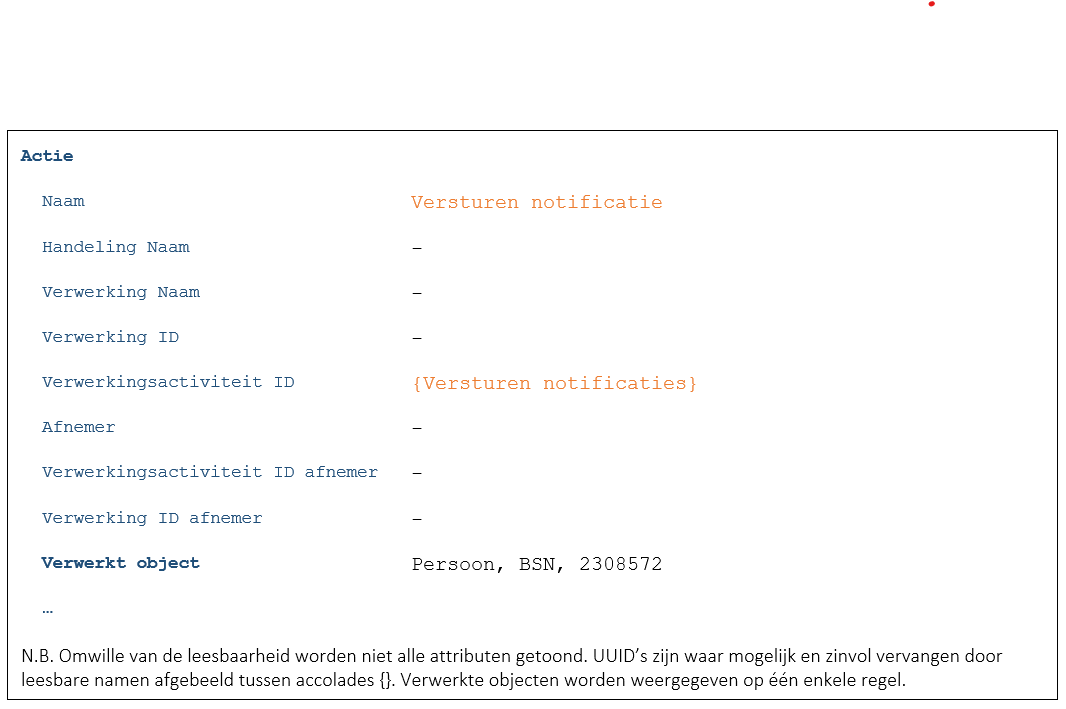 Actie
Naam Versturen notificatie
Handeling Naam –
Verwerking Naam –
Verwerking ID –
Verwerkingsactiviteit ID {Versturen notificaties}
Afnemer –
Verwerkingsactiviteit ID afnemer –
Verwerking ID afnemer –
Verwerkt object Persoon, BSN, 2308572
…
N.B. Omwille van de leesbaarheid worden niet alle attributen getoond. UUID’s zijn waar mogelijk en zinvol vervangen door
leesbare namen afgebeeld tussen accolades {}. Verwerkte objecten worden weergegeven op één enkele regel.